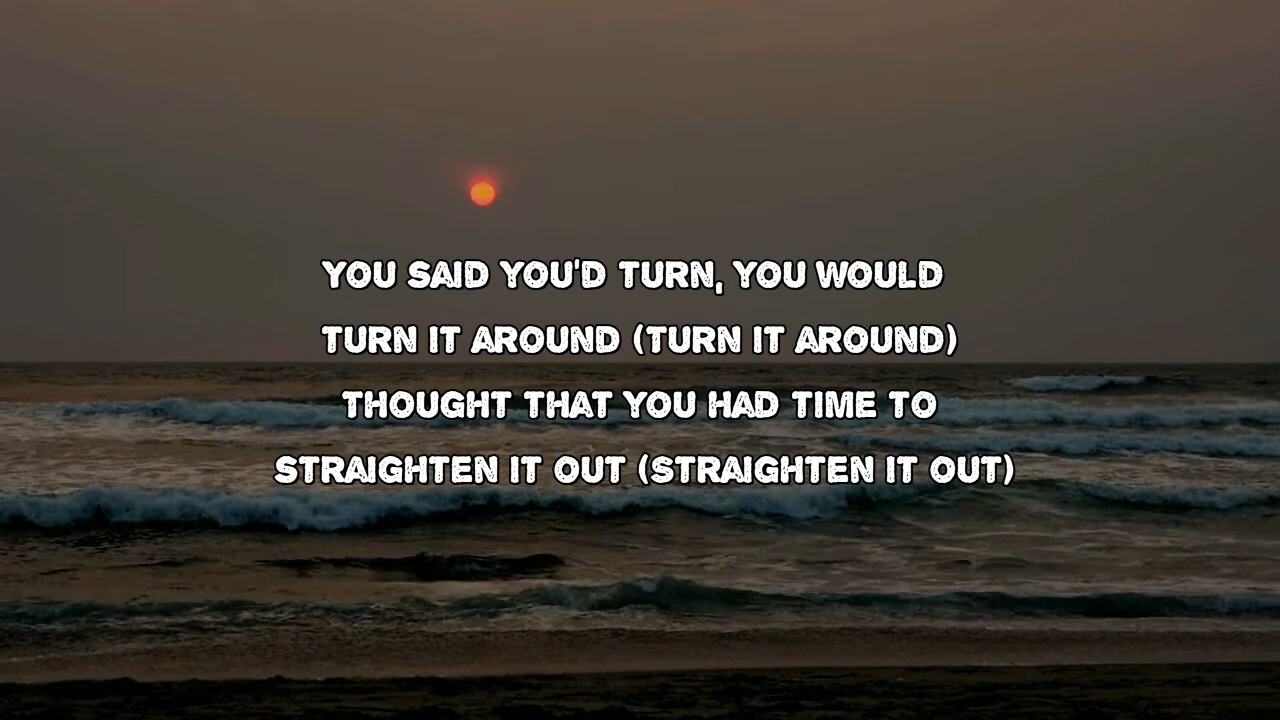 YOU SAID YOU'D TURN, YOU WOULD
TURN IT AROUND (TURN IT AROUND)
THOUGHT THAT YOU HAD TIME TO
STRAIGHTEN IT OUT (STRAIGHTEN IT OUT)